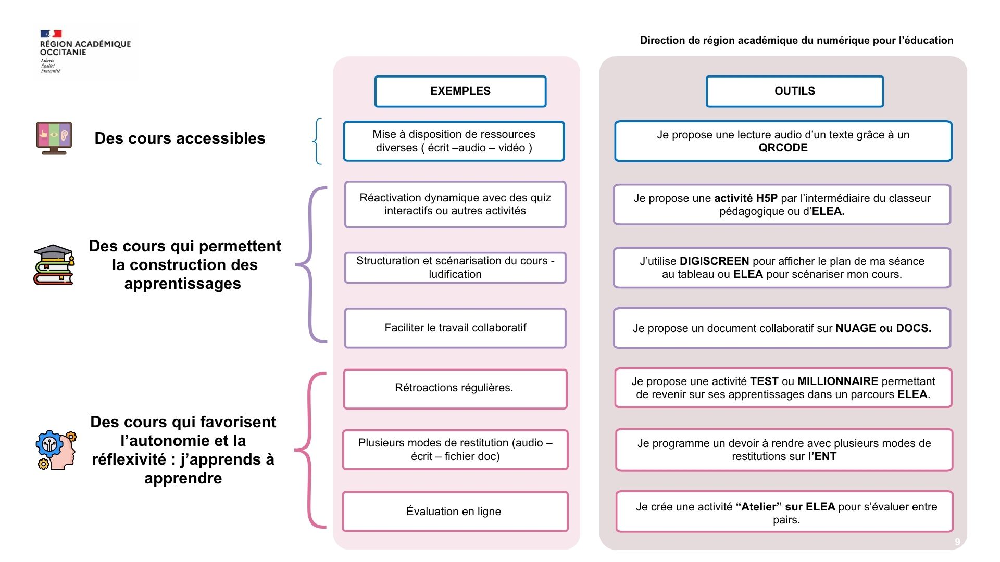 RÉGION ACADÉMIQUE
OCCITANIE
Liberté
Égalité
Fraternité
Direction de région académique du numérique pour l’éducation
EXEMPLES
OUTILS
Des cours accessibles
Mise à disposition de ressources
diverses ( écrit –audio – vidéo )
Je propose une lecture audio d’un texte grâce à un
QRCODE
Des cours qui permettent
la construction des
apprentissages
Réactivation dynamique avec des quiz
interactifs ou autres activités
Je propose une activité H5P par l’intermédiaire du classeur
pédagogique ou d’ELEA.
Structuration et scénarisation du cours -
ludification
J’utilise DIGISCREEN pour afficher le plan de ma séance
au tableau ou ELEA pour scénariser mon cours.
Faciliter le travail collaboratif
Je propose un document collaboratif sur NUAGE ou DOCS.
Des cours qui favorisent
l’autonomie et la
réflexivité : j’apprends à
apprendre
Rétroactions régulières.
Je propose une activité TEST ou MILLIONNAIRE permettant
de revenir sur ses apprentissages dans un parcours ELEA.
Plusieurs modes de restitution (audio –
écrit – fichier doc)
Je programme un devoir à rendre avec plusieurs modes de
restitutions sur l’ENT
Évaluation en ligne
Je crée une activité “Atelier” sur ELEA pour s’évaluer entre
pairs.
9